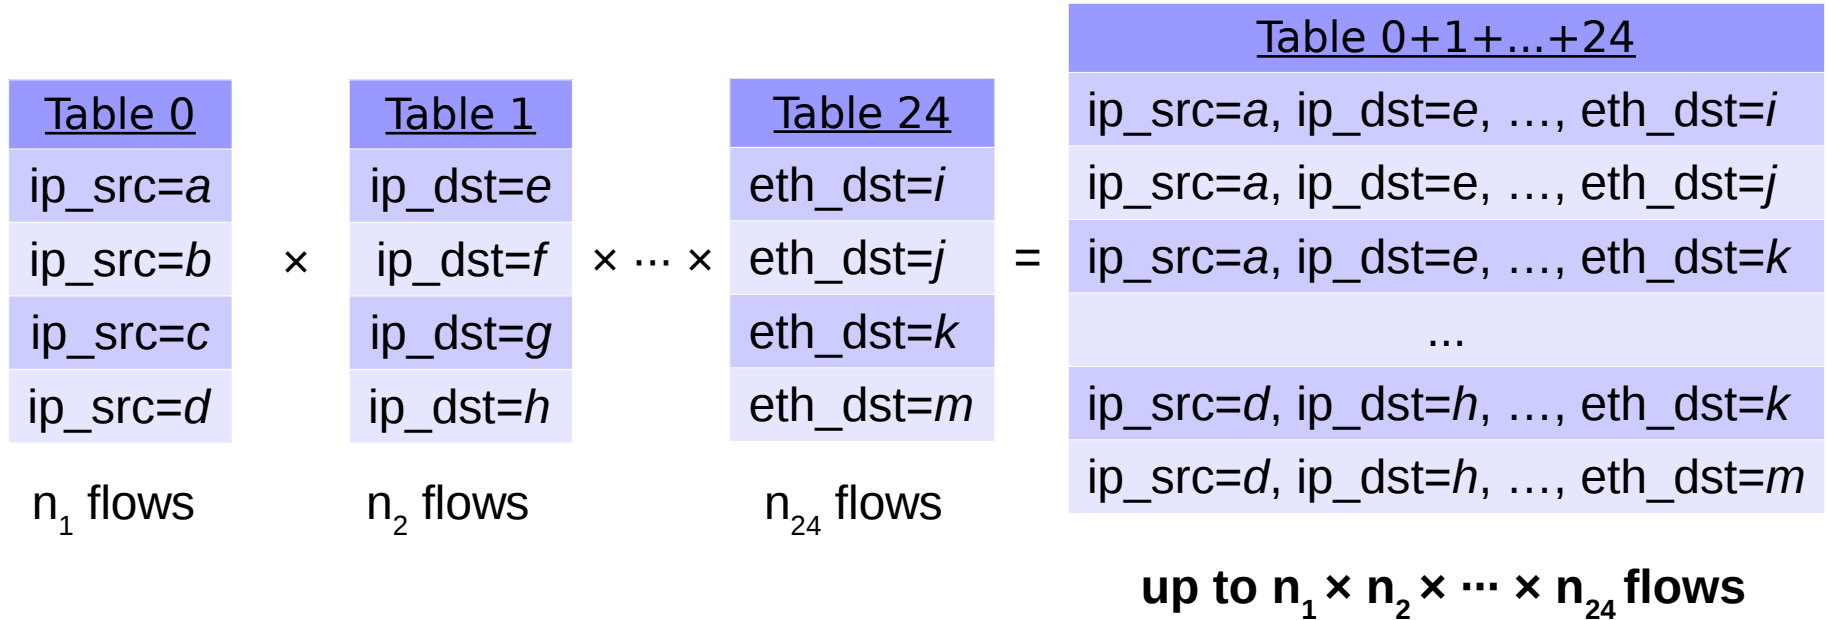 Table 0
ip_src=a
ip_src=b
ip_src=c
ip_src=d
n1 flows
×
Table 1
ip_dst=e
ip_dst=f
ip_dst=g
ip_dst=h
n2 flows
× ··· ×
Table 24
eth_dst=i
eth_dst=j
eth_dst=k
eth_dst=m
n24 flows
=
Table 0+1+...+24
ip_src=a, ip_dst=e, …, eth_dst=i
ip_src=a, ip_dst=e, …, eth_dst=j
ip_src=a, ip_dst=e, …, eth_dst=k
...
ip_src=d, ip_dst=h, …, eth_dst=k
ip_src=d, ip_dst=h, …, eth_dst=m
up to n1 × n2 × ··· × n24 flows